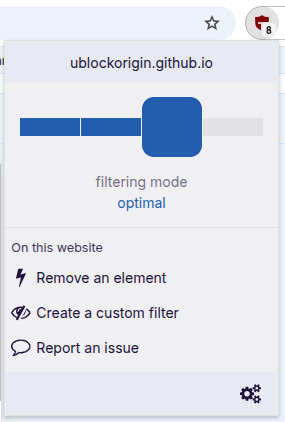 8
ublockorigin.github.io
filtering mode
optimal
On this website
Remove an element
Create a custom filter
Report an issue